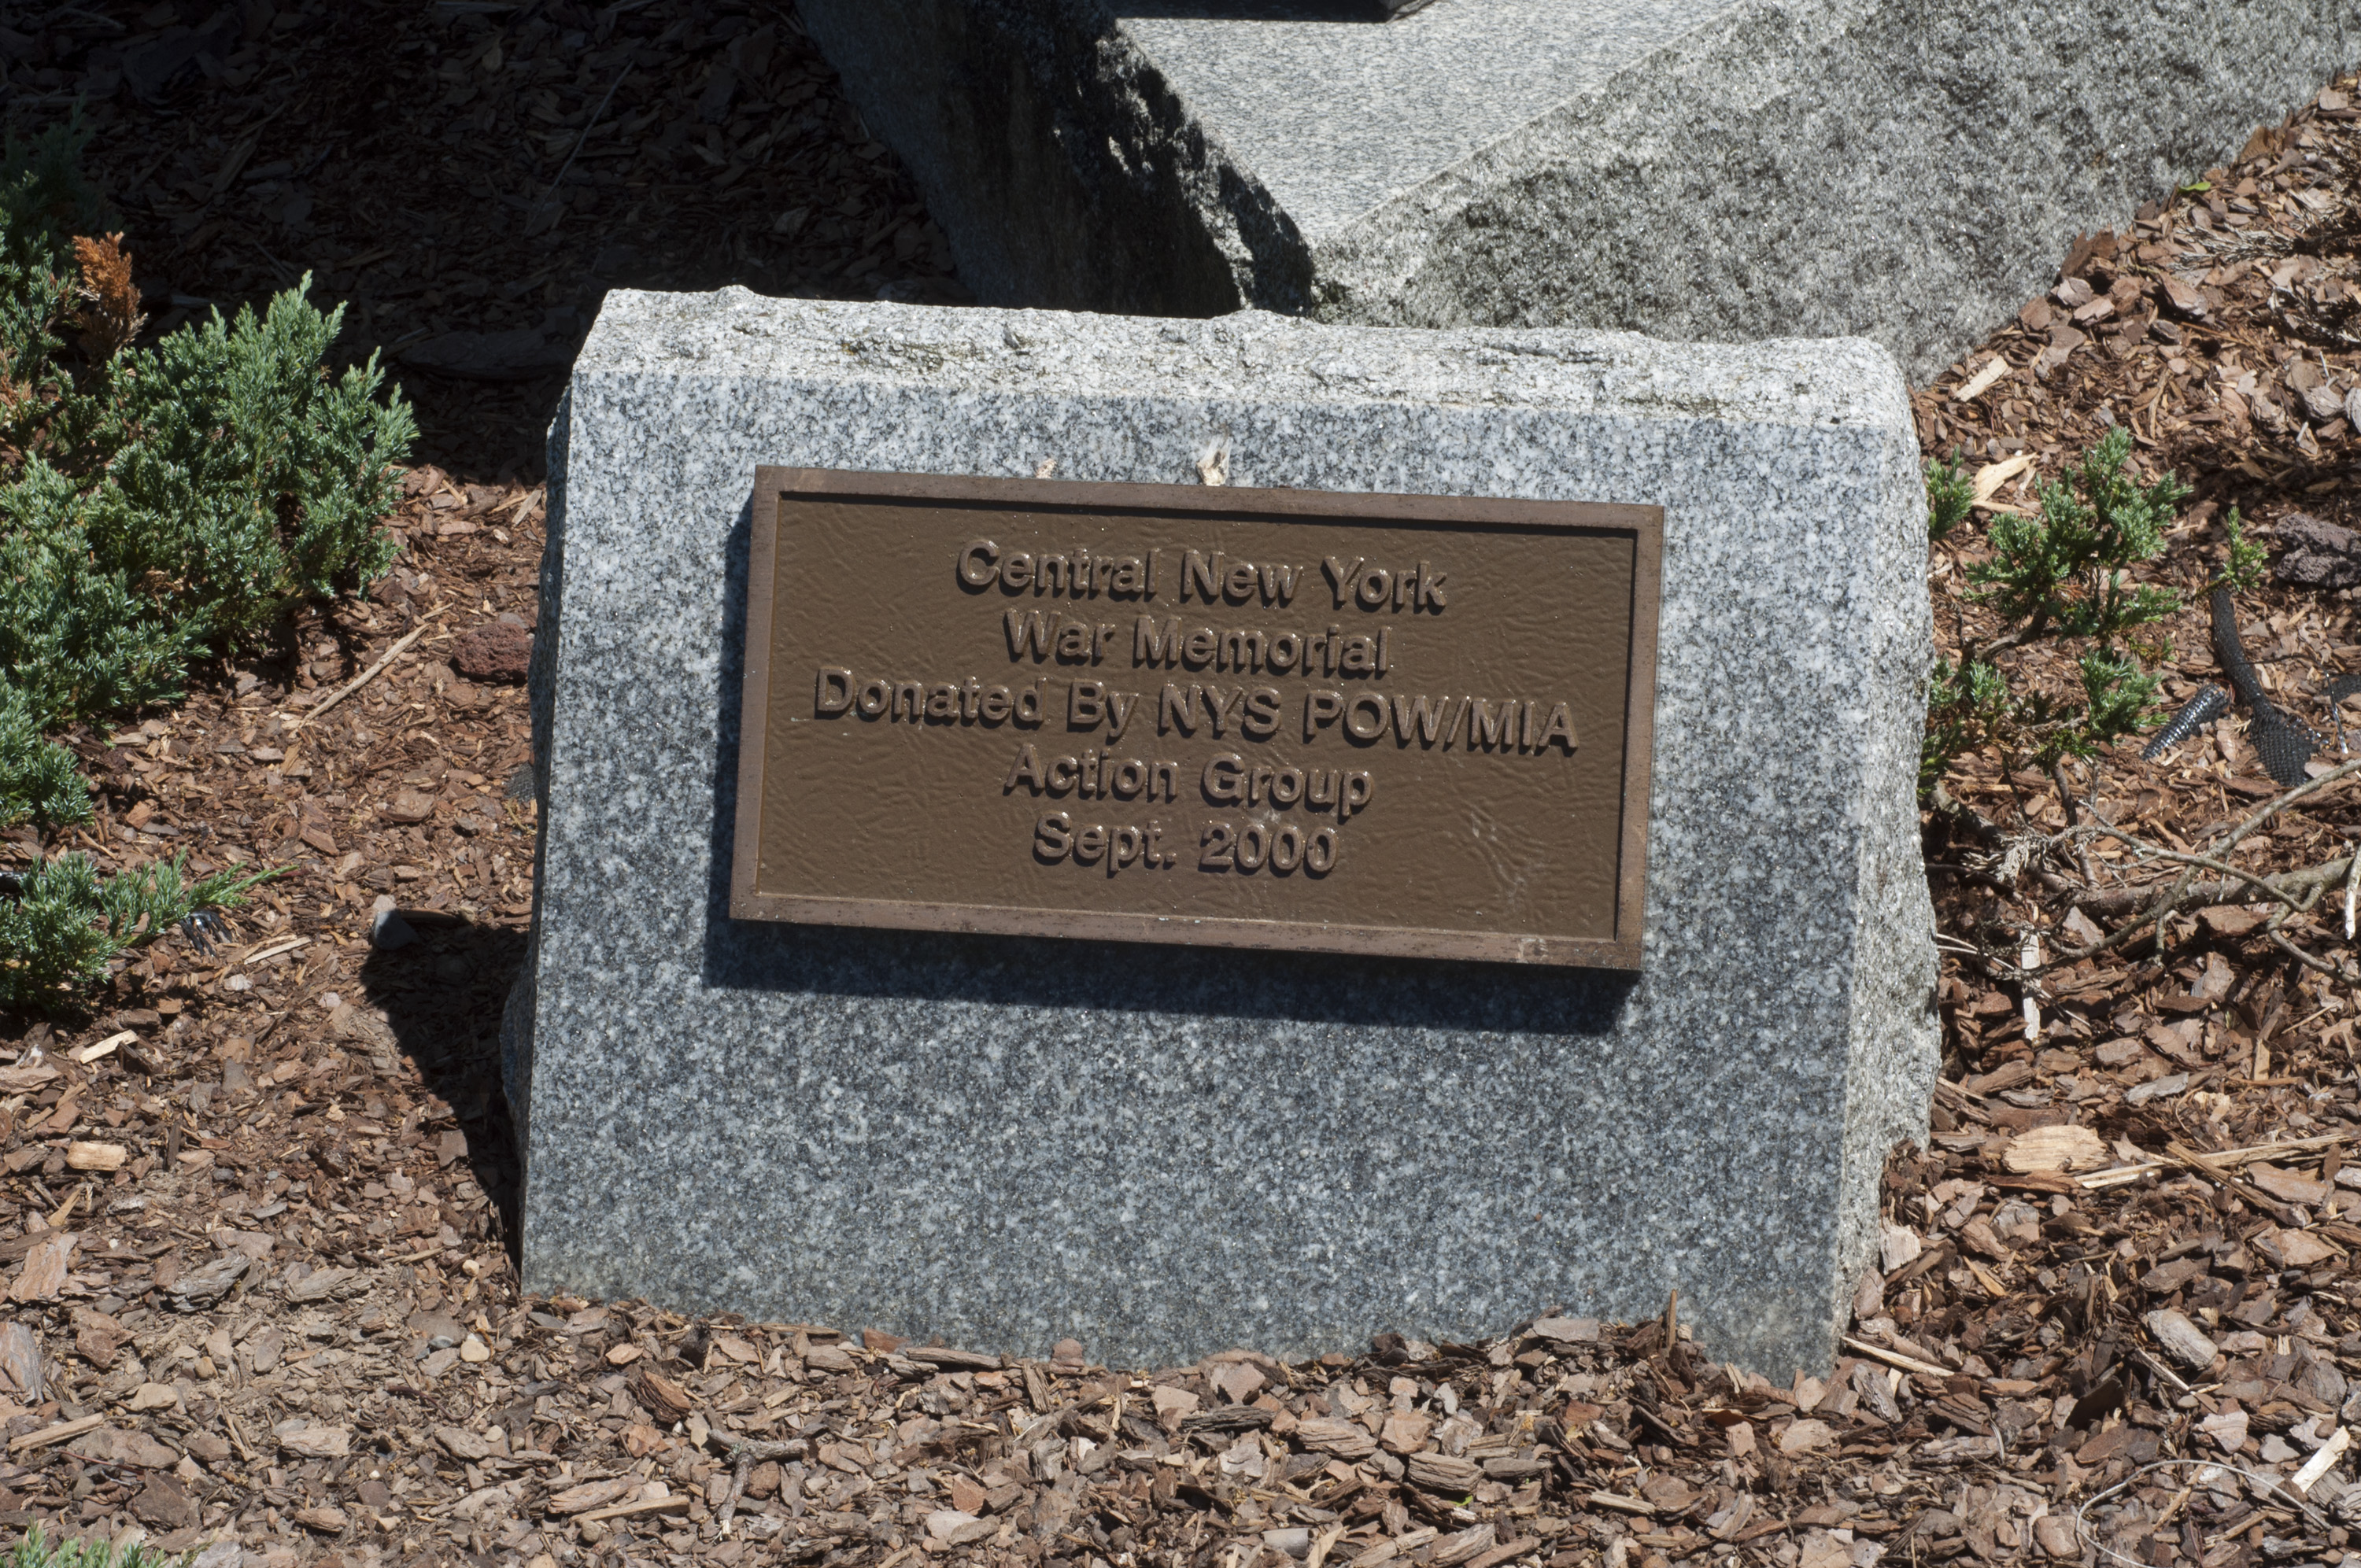 Central New York
War Memorial
Donated By NYS POW/MIA
Action Group
Sept. 2000